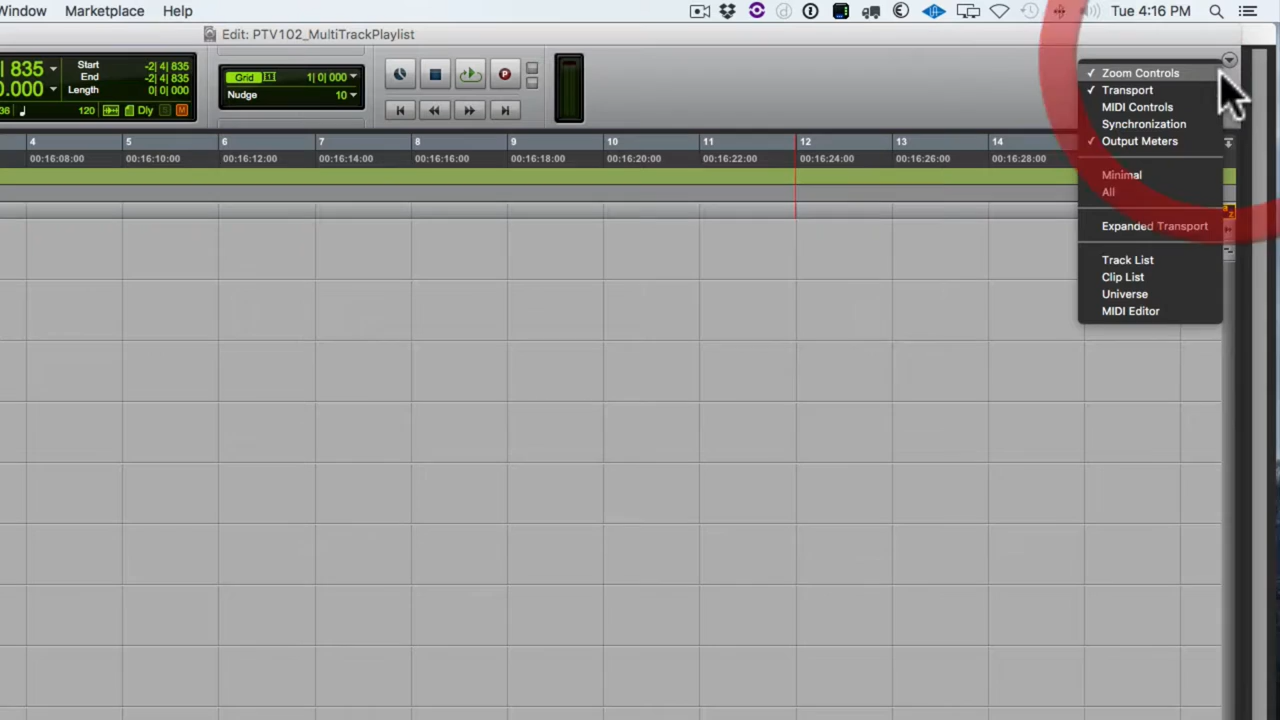 Window Marketplace Help Tue 4:16 PM
Edit: PTV102_MultiTrackPlaylist
835 Start -2| 4| 835
End -2| 4| 835
.000 Length 0| 0| 000
36 120 Dly S M
Grid 1| 0| 000
Nudge 10
P
✓ Zoom Controls
✓ Transport
MIDI Controls
Synchronization
✓ Output Meters
Minimal
All
Expanded Transport
Track List
Clip List
Universe
MIDI Editor
4 5 6 7 8 9 10 11 12 13 14
00:16:08:00 00:16:10:00 00:16:12:00 00:16:14:00 00:16:16:00 00:16:18:00 00:16:20:00 00:16:22:00 00:16:24:00 00:16:26:00 00:16:28:00